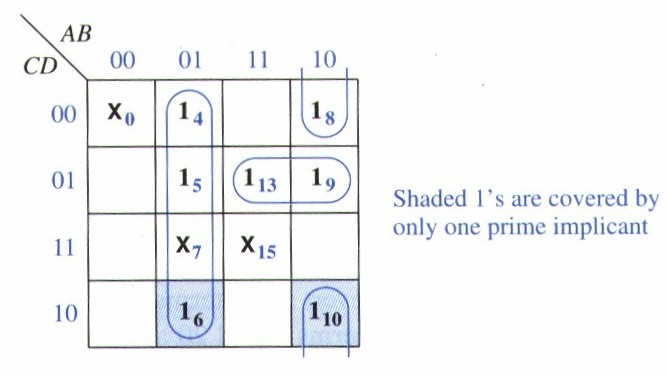 AB
CD 00 01 11 10
00 X0 14 18
01 15 113 19
11 X7 X15
10 16 110
Shaded 1's are covered by
only one prime implicant